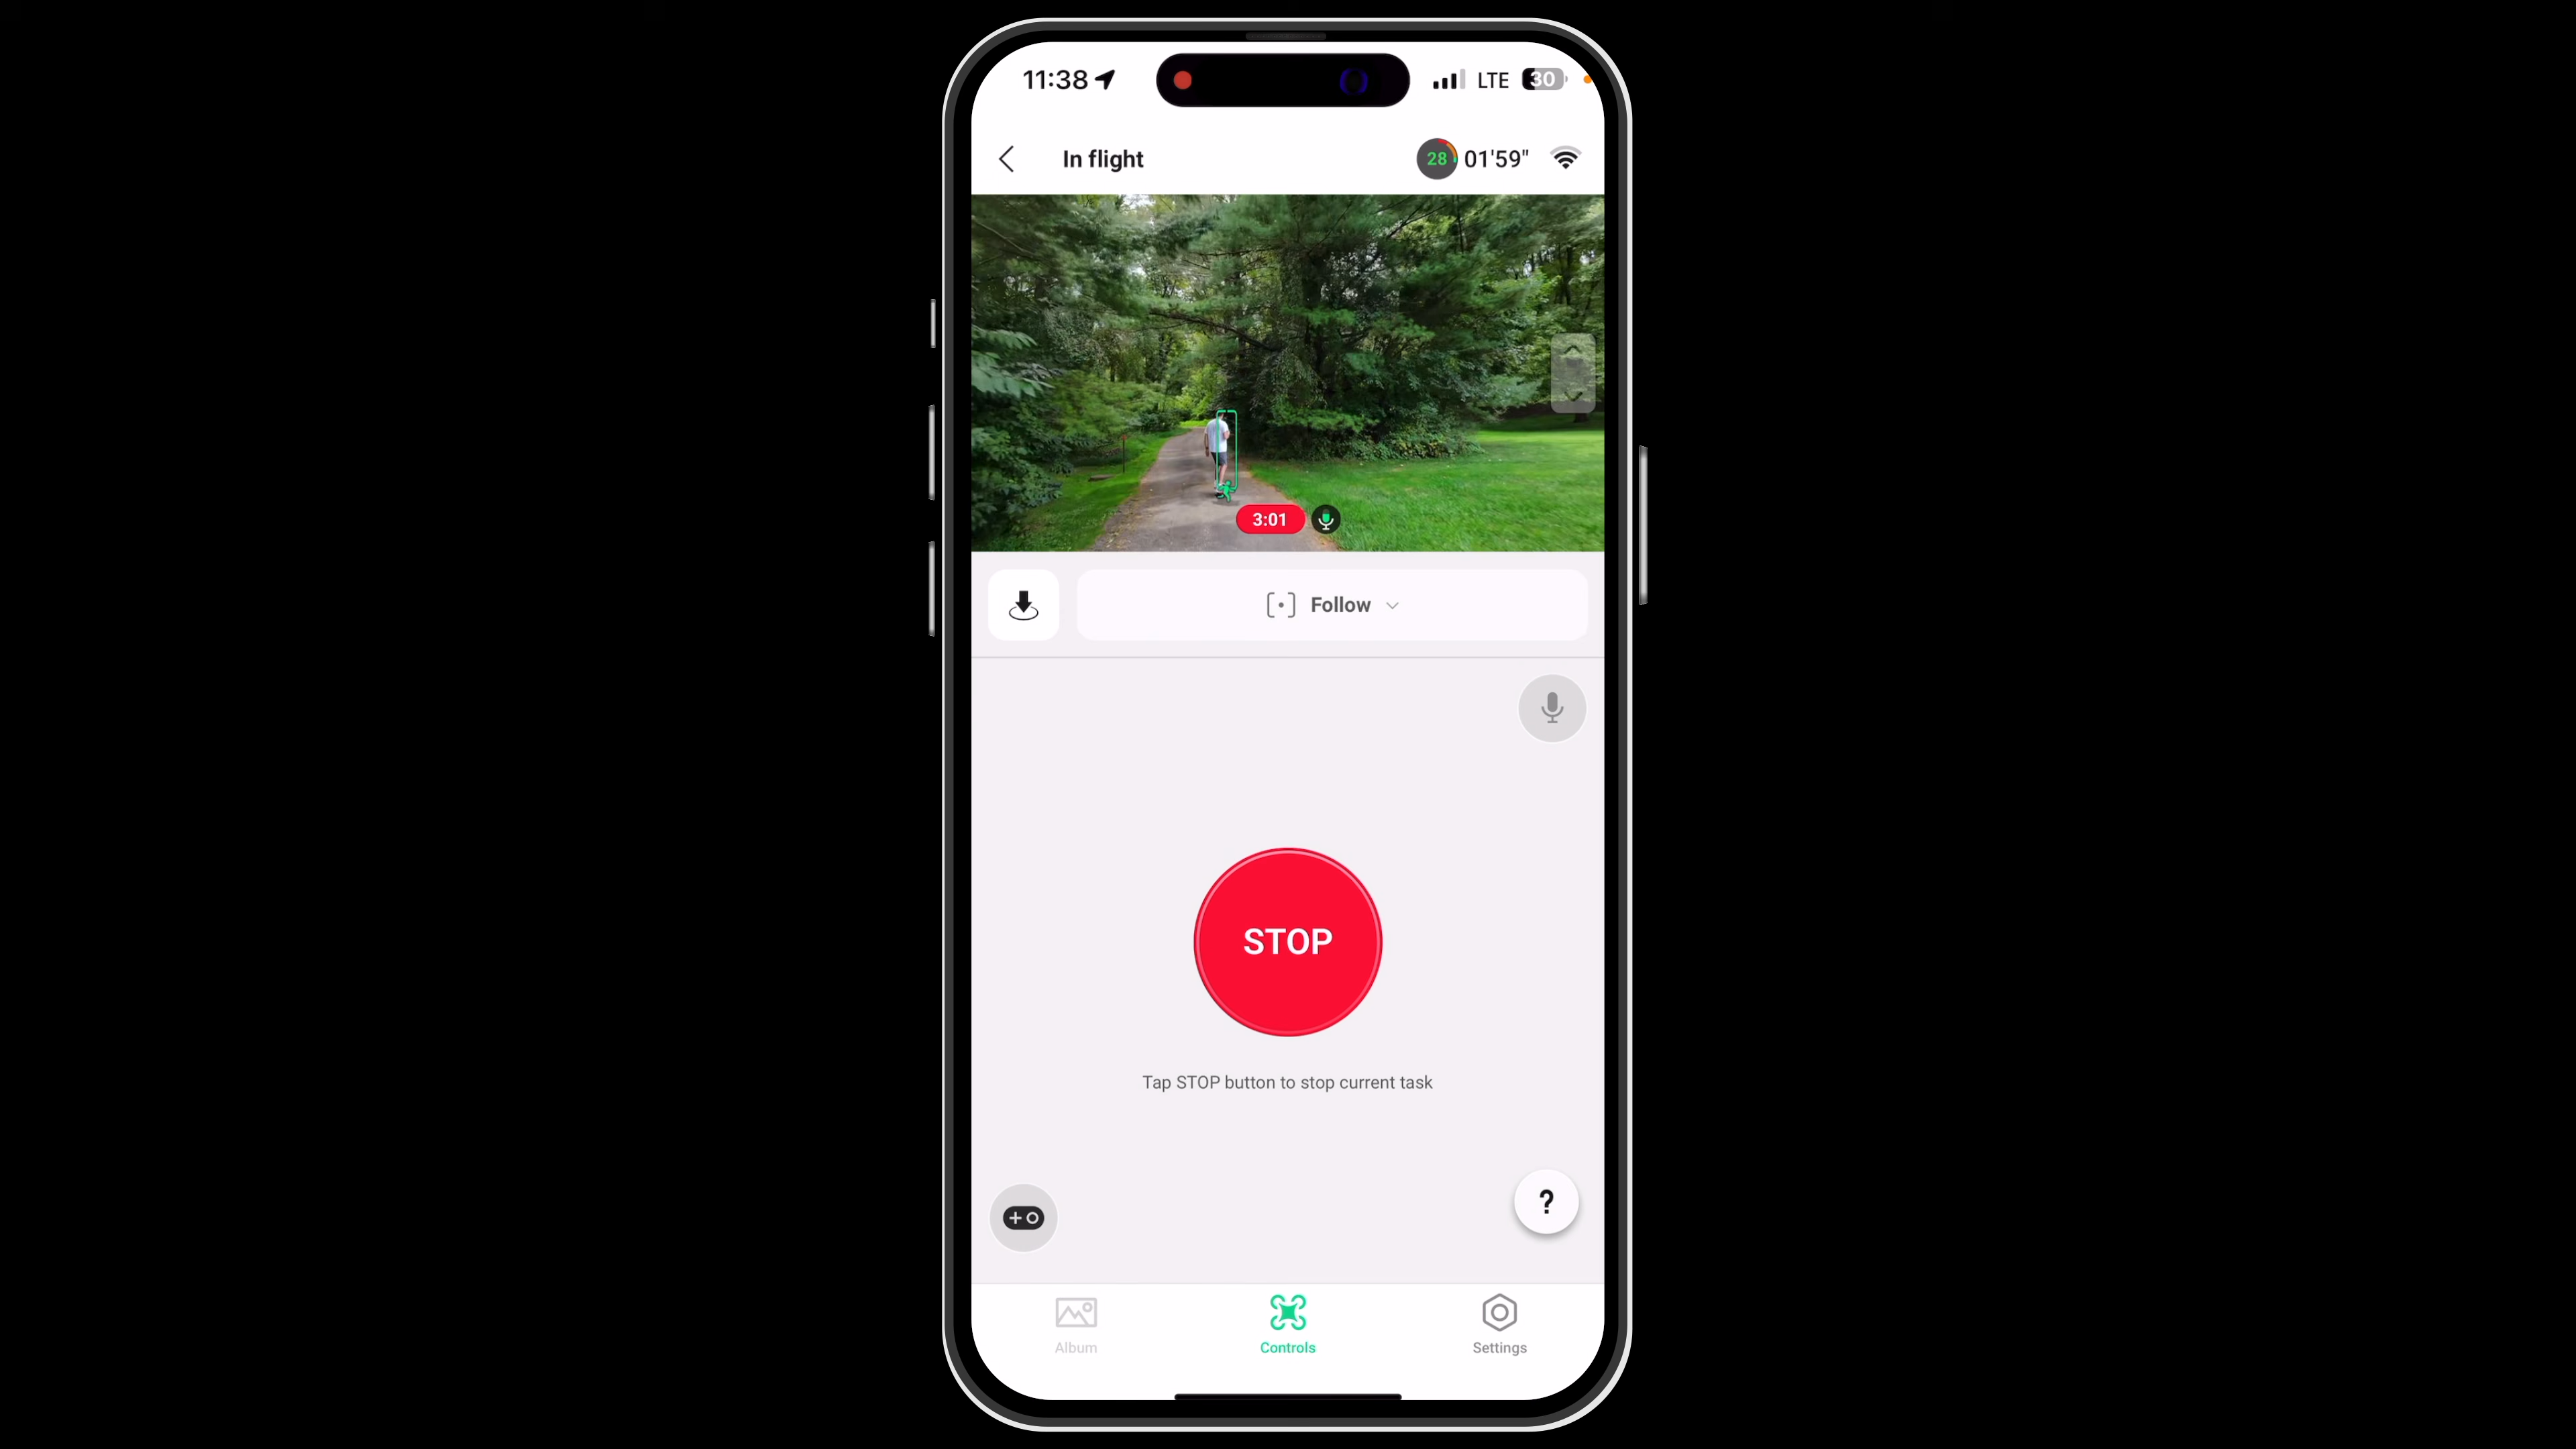 11:38 LTE 30
In flight 28 01'59"
3:01
Follow
STOP
Tap STOP button to stop current task
?
Album Controls Settings